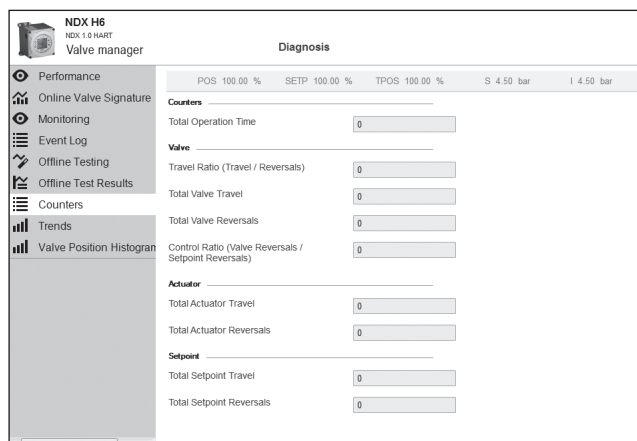 NDX H6
NDX 1.0 HART
Valve manager
Diagnosis
Performance
Online Valve Signature
Monitoring
Event Log
Offline Testing
Offline Test Results
Counters
Trends
Valve Position Histogran
POS 100.00 % SETP 100.00 % TPOS 100.00 % S 4.50 bar I 4.50 bar
Counters
Total Operation Time 0
Valve
Travel Ratio (Travel / Reversals) 0
Total Valve Travel 0
Total Valve Reversals 0
Control Ratio (Valve Reversals / 0
Setpoint Reversals)
Actuator
Total Actuator Travel 0
Total Actuator Reversals 0
Setpoint
Total Setpoint Travel 0
Total Setpoint Reversals 0